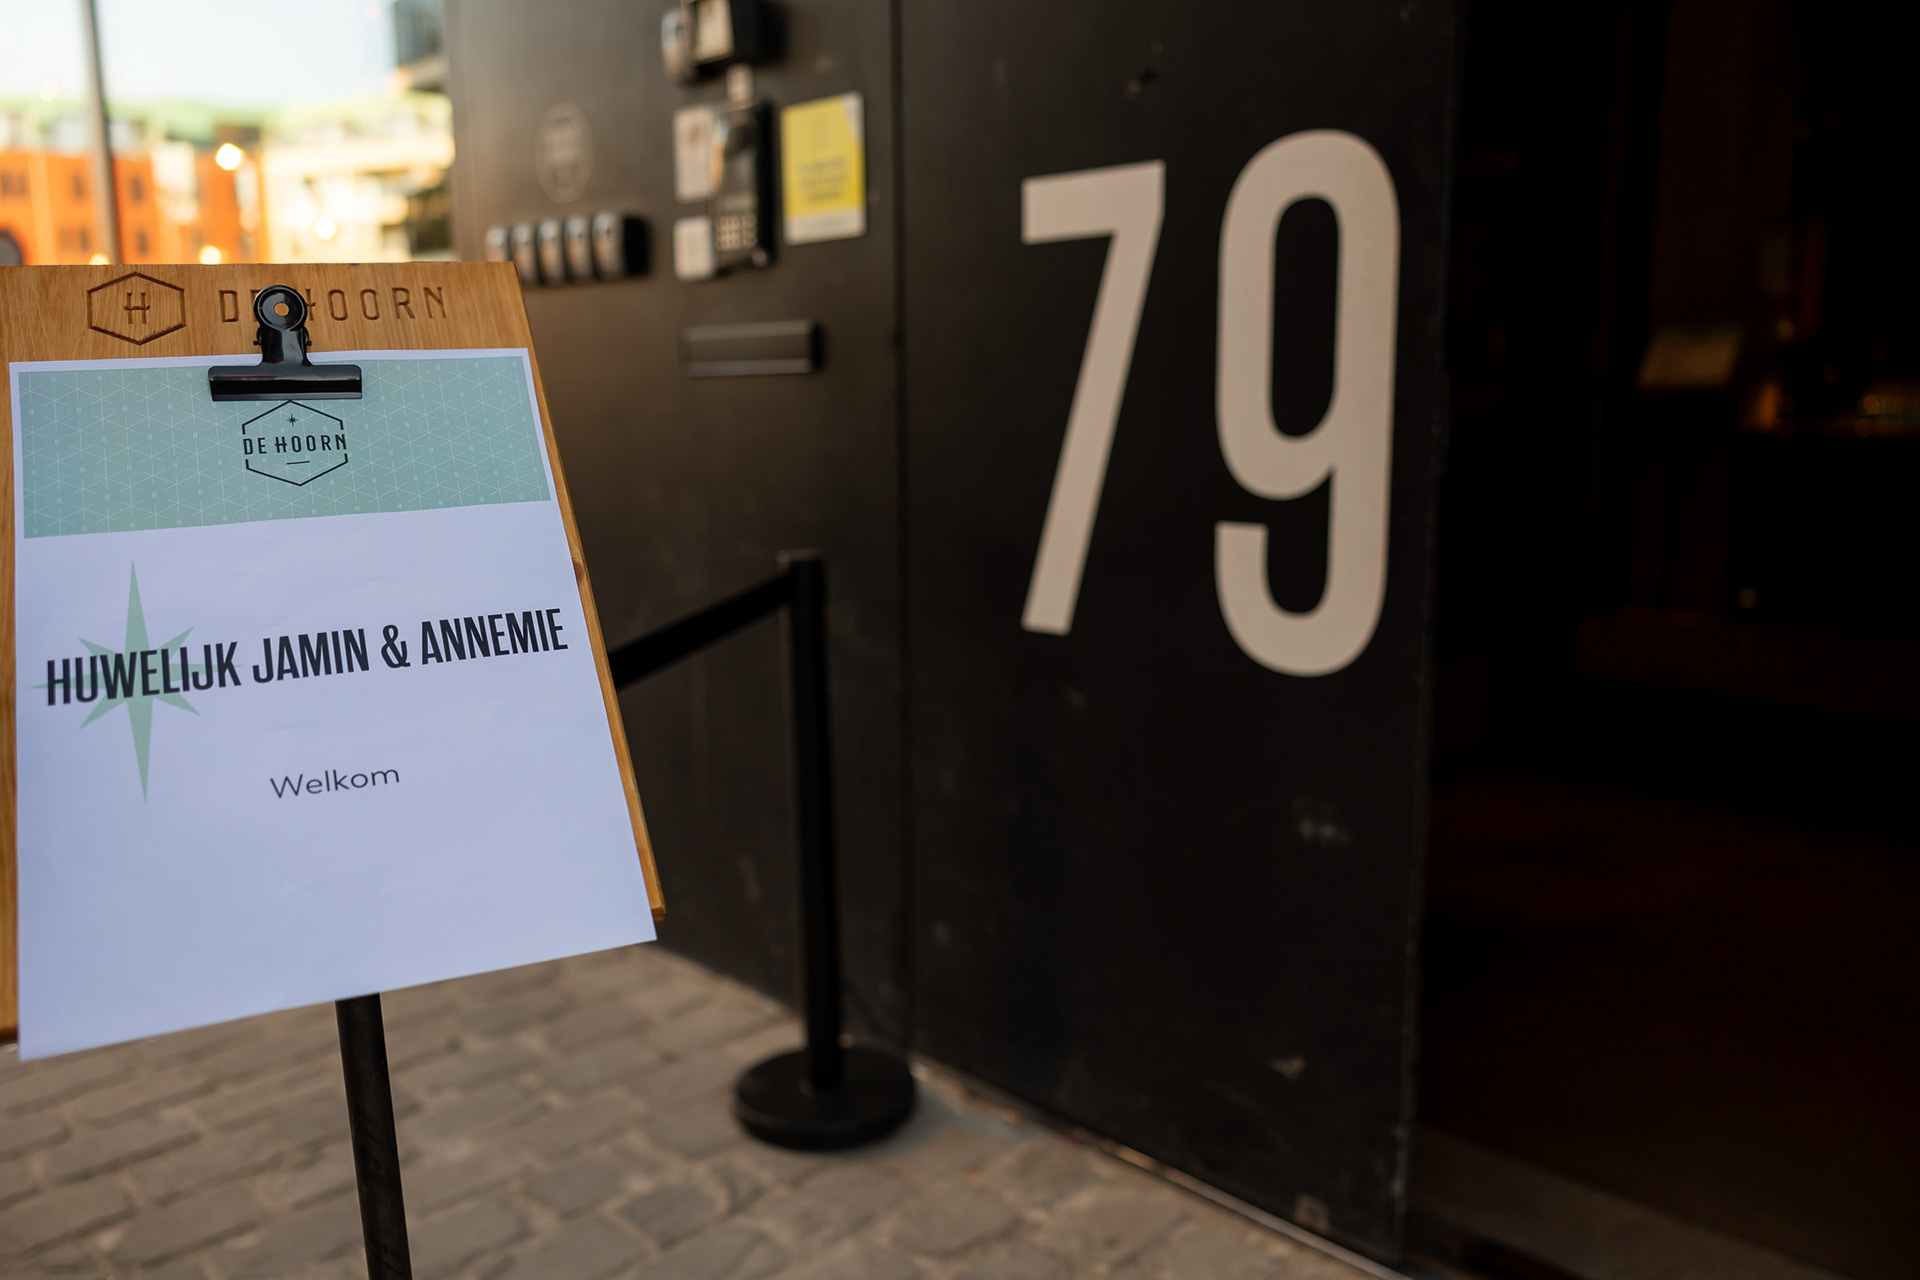 H DE HOORN
DE HOORN
HUWELIJK JAMIN & ANNEMIE
Welkom
79